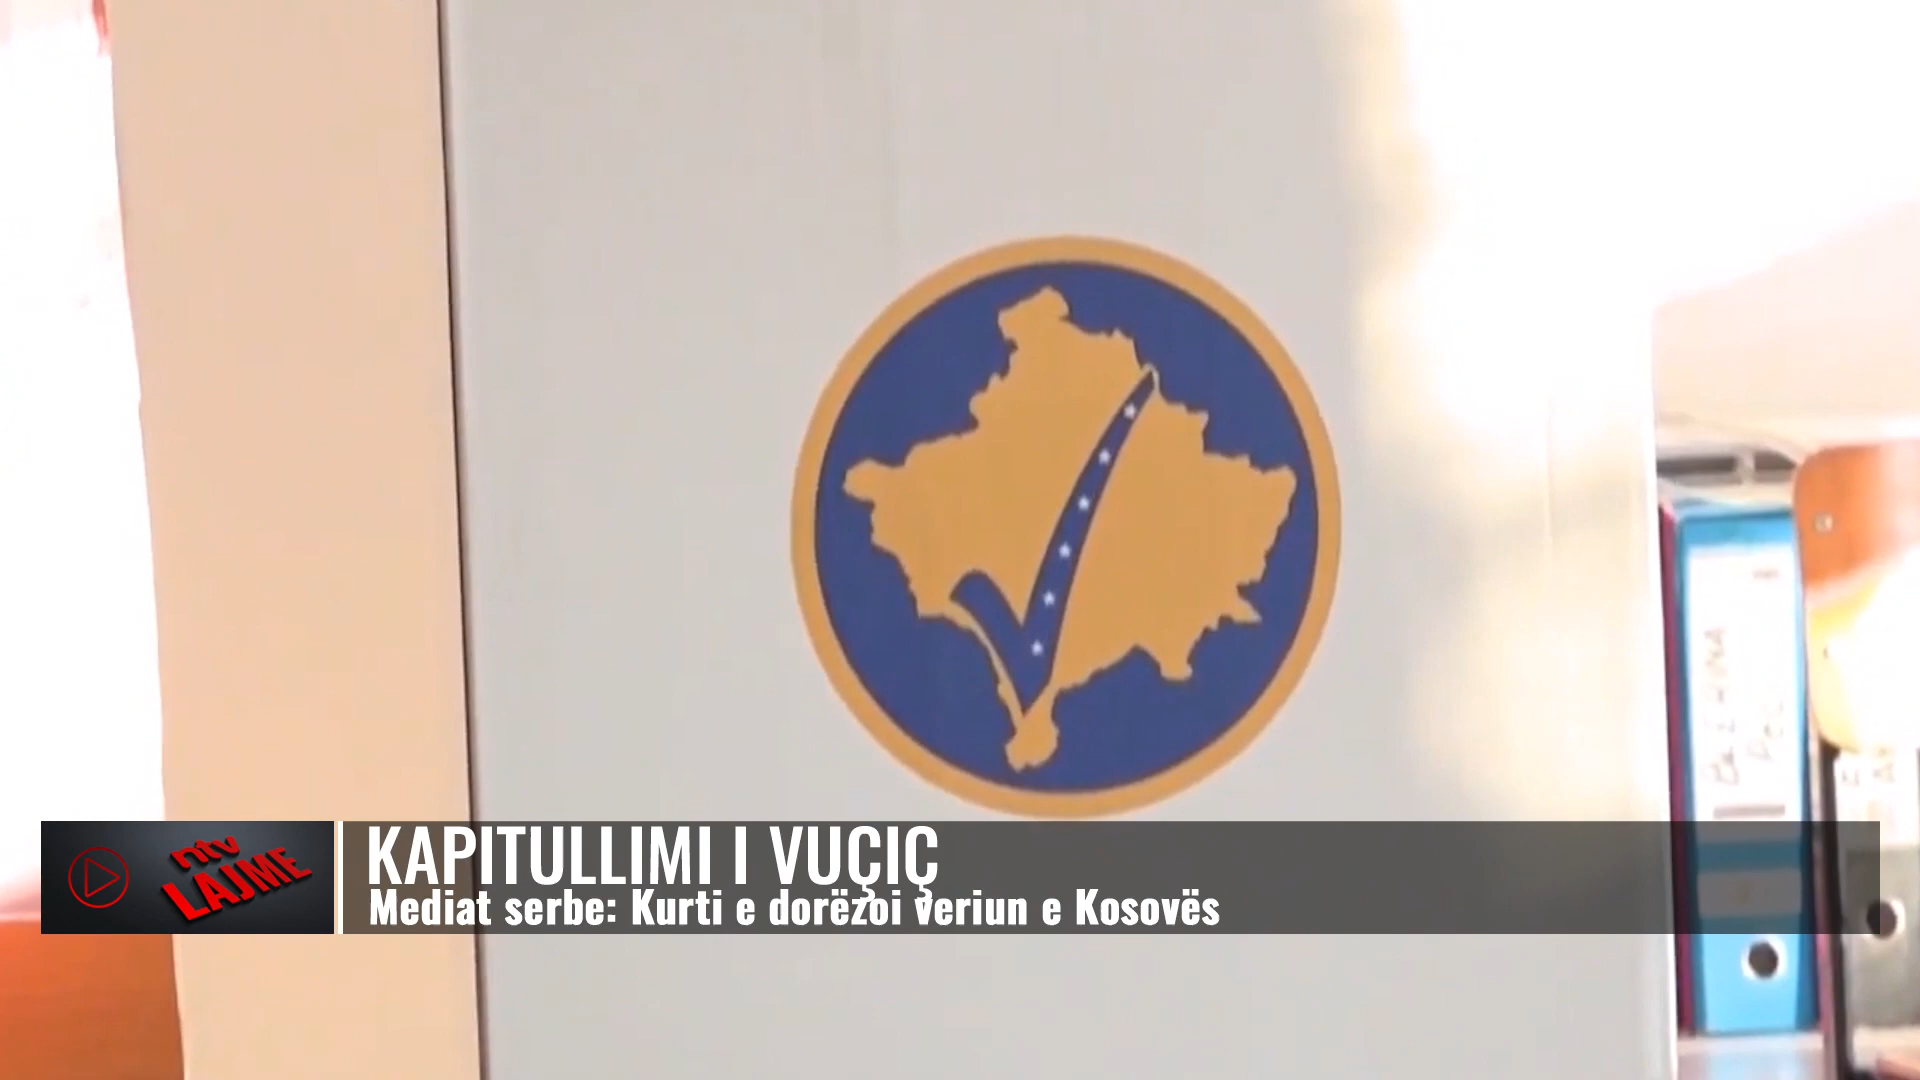 ntv
LAJME
KAPITULLIMI I VUÇIÇ
Mediat serbe: Kurti e dorëzoi veriun e Kosovës